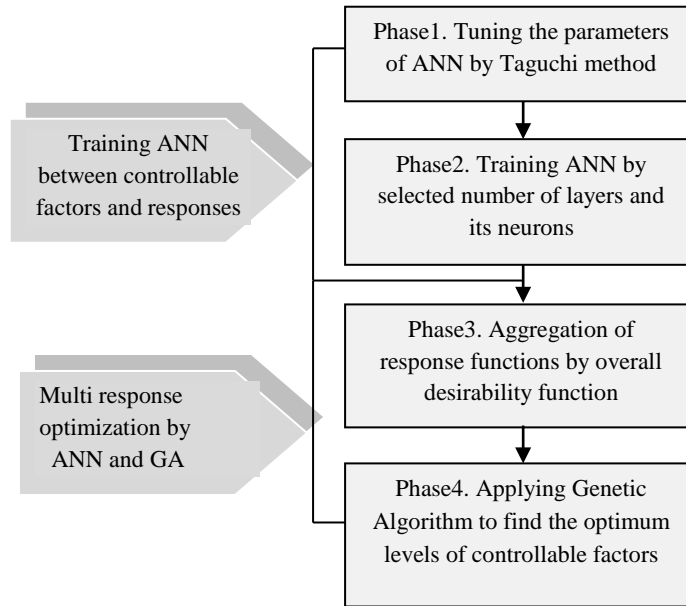 Phase1. Tuning the parameters
of ANN by Taguchi method
Training ANN
between controllable
factors and responses
Phase2. Training ANN by
selected number of layers and
its neurons
Phase3. Aggregation of
response functions by overall
desirability function
Multi response
optimization by
ANN and GA
Phase4. Applying Genetic
Algorithm to find the optimum
levels of controllable factors